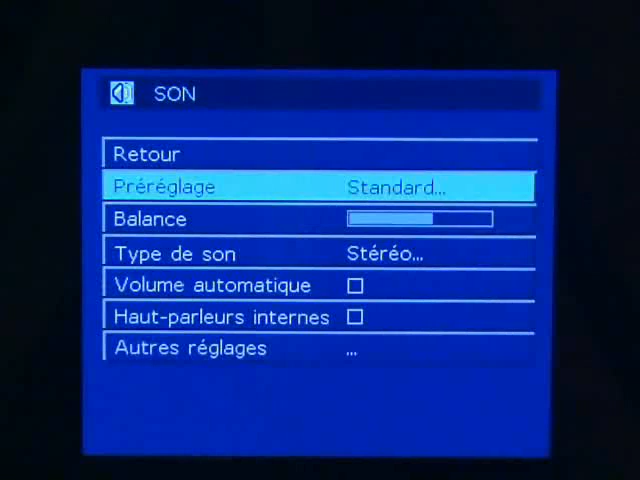 SON
Retour
Préréglage Standard...
Balance
Type de son Stéréo...
Volume automatique
Haut-parleurs internes
Autres réglages ...